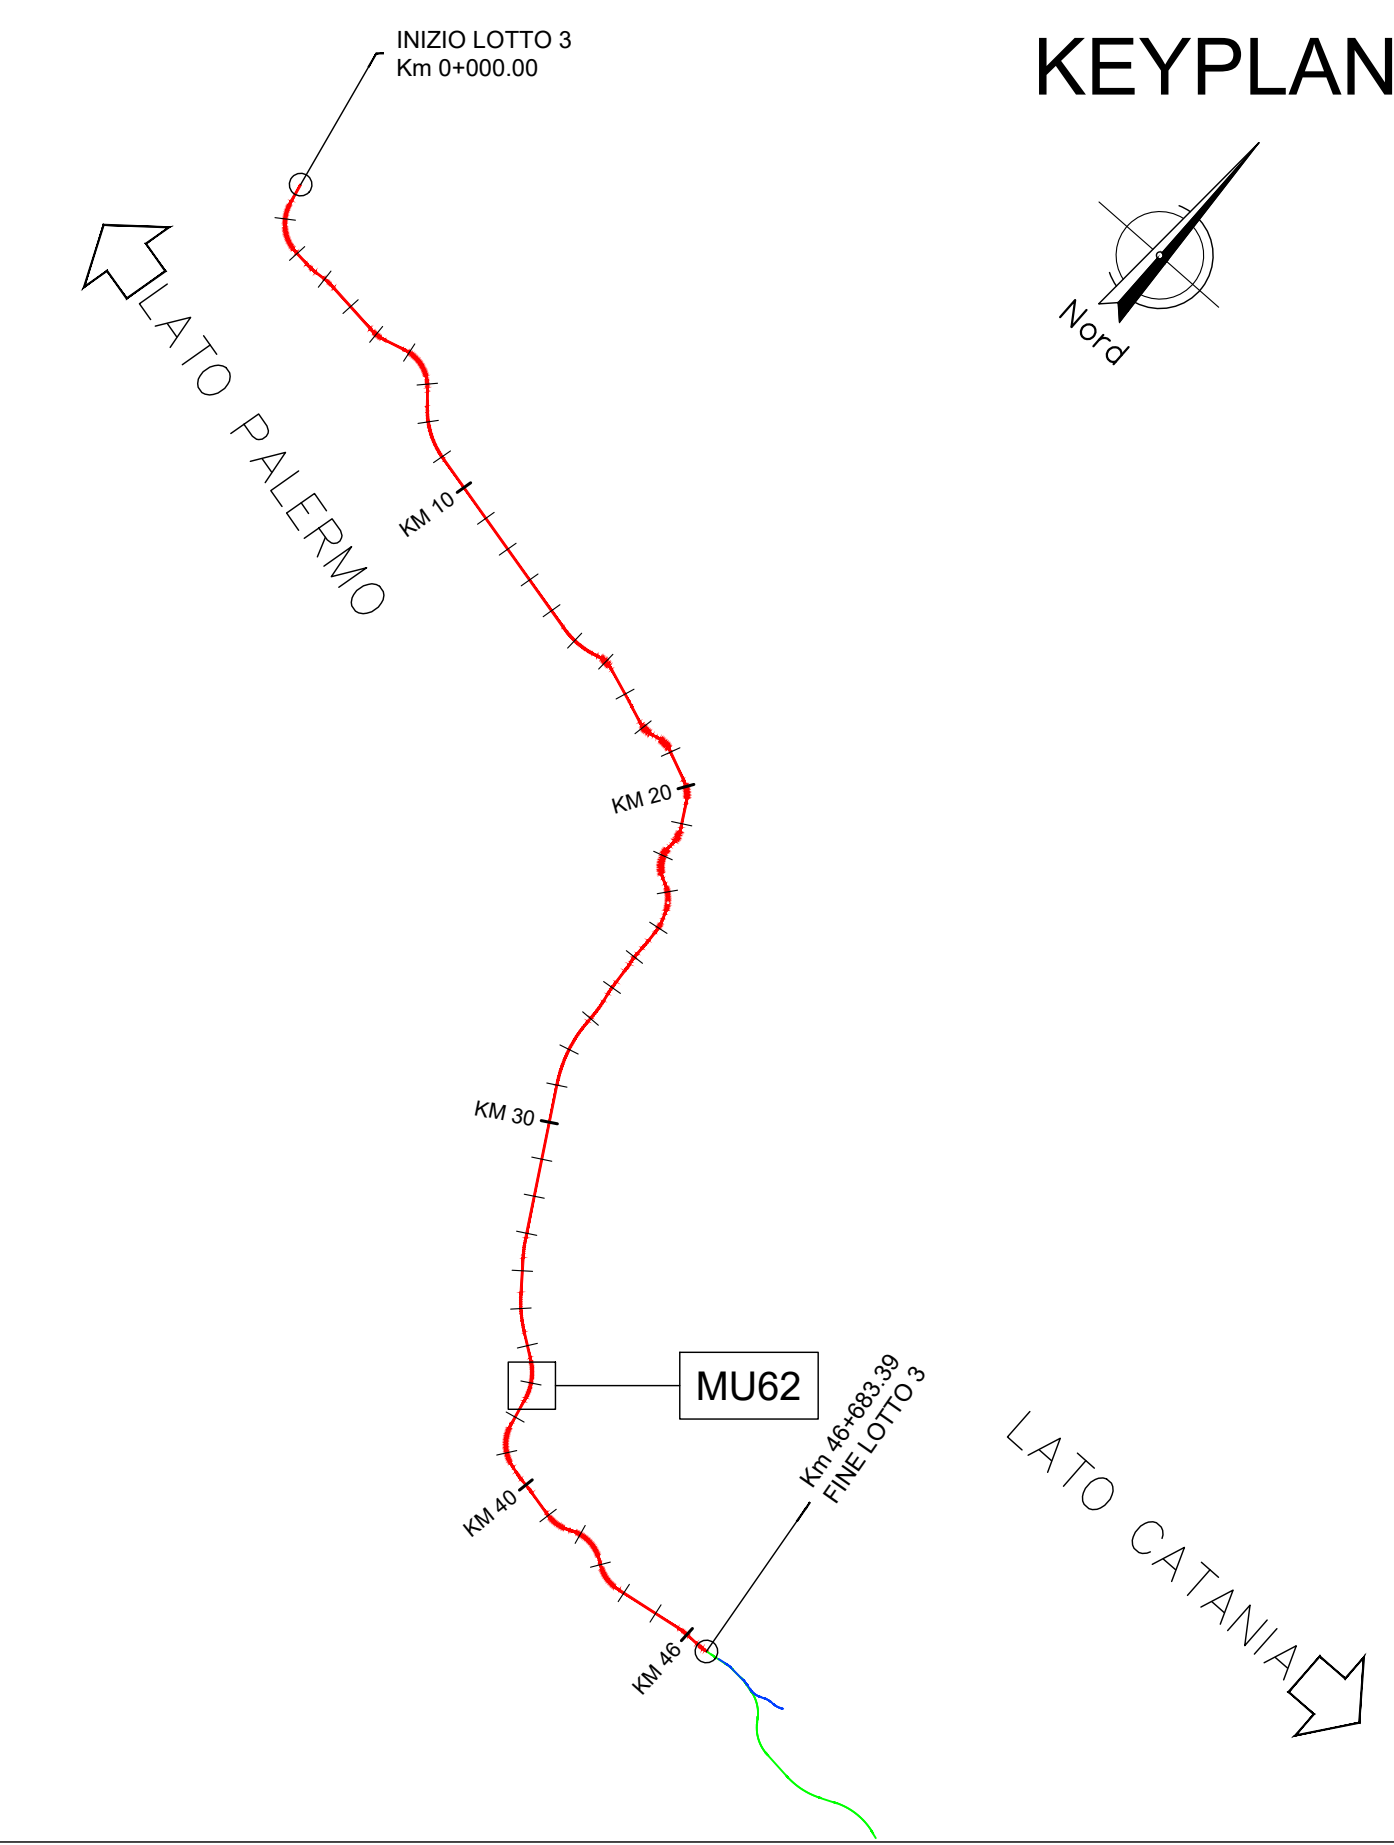 INIZIO LOTTO 3
Km 0+000.00
KEYPLAN
Nord
LATO PALERMO
KM 10
KM 20
KM 30
MU62
Km 46+683.39
FINE LOTTO 3
KM 40
LATO CATANIA
KM 46